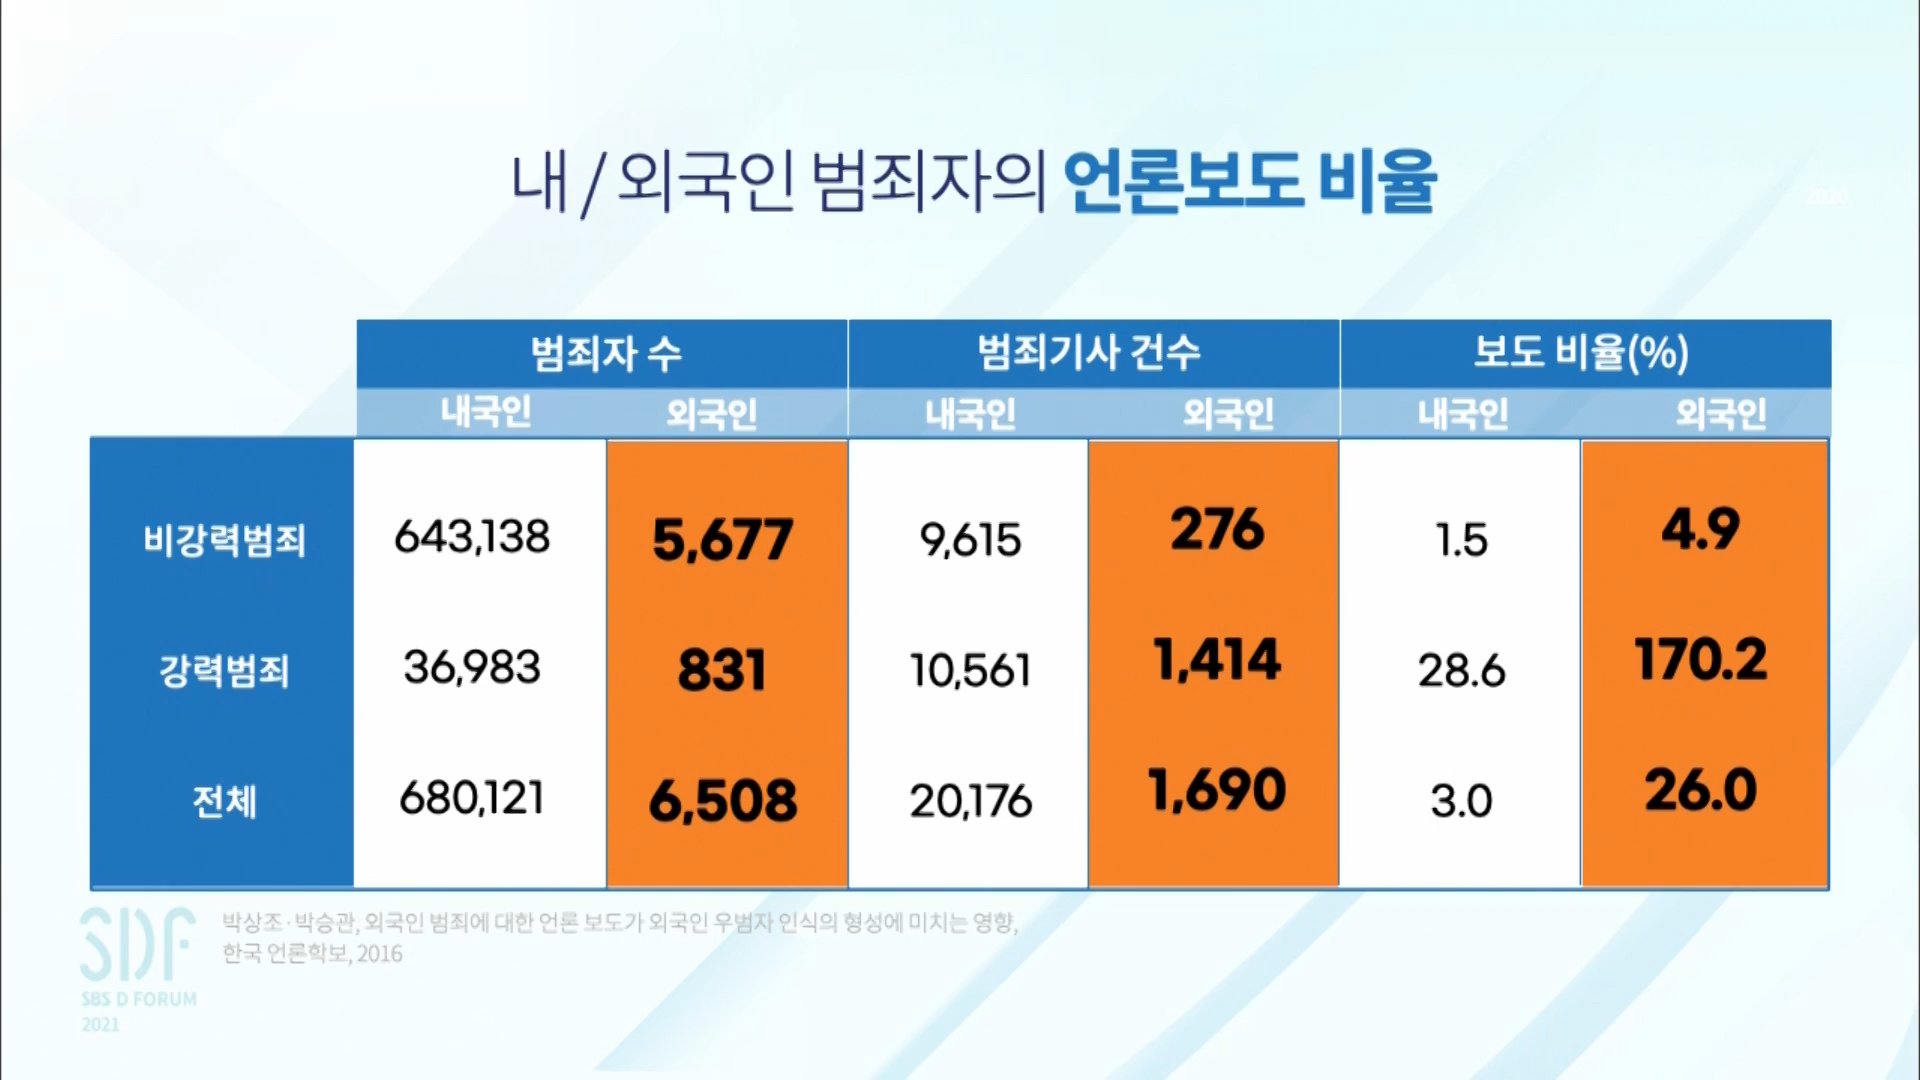 내 / 외국인 범죄자의 언론보도 비율
2020
범죄자 수 범죄기사 건수 보도 비율(%)
내국인 외국인 내국인 외국인 내국인 외국인
비강력범죄 643,138 5,677 9,615 276 1.5 4.9
강력범죄 36,983 831 10,561 1,414 28.6 170.2
전체 680,121 6,508 20,176 1,690 3.0 26.0
박상조·박승관, 외국인 범죄에 대한 언론 보도가 외국인 우범자 인식의 형성에 미치는 영향,
한국 언론학보, 2016
SDF
SBS D FORUM
2021